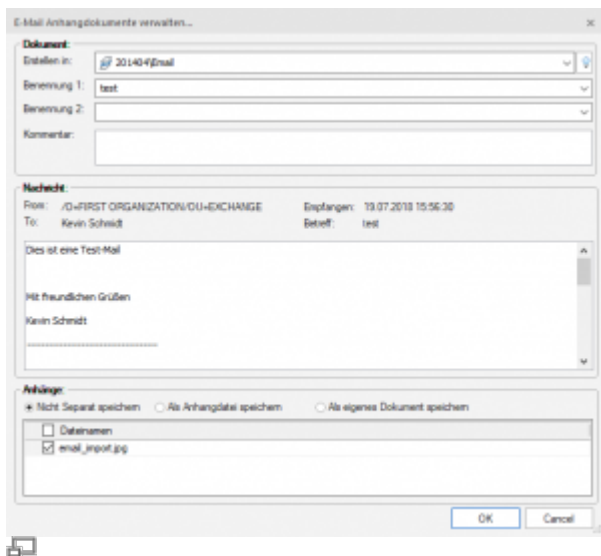 E-Mail Anhangdokumente verwalten...
Dokument:
Erstellen in: 201404\Email
Benennung 1: test
Benennung 2:
Kommentar:
Nachricht:
From: /O=FIRST ORGANIZATION/OU=EXCHANGE Empfangen: 19.07.2018 15:56:30
To: Kevin Schmidt Betreff: test
Dies ist eine Test-Mail
Mit freundlichen Grüßen
Kevin Schmidt
--------------------------------
Anhänge:
Nicht Separat speichern Als Anhangdatei speichern Als eigenes Dokument speichern
Dateinamen
email_import.jpg
OK Cancel